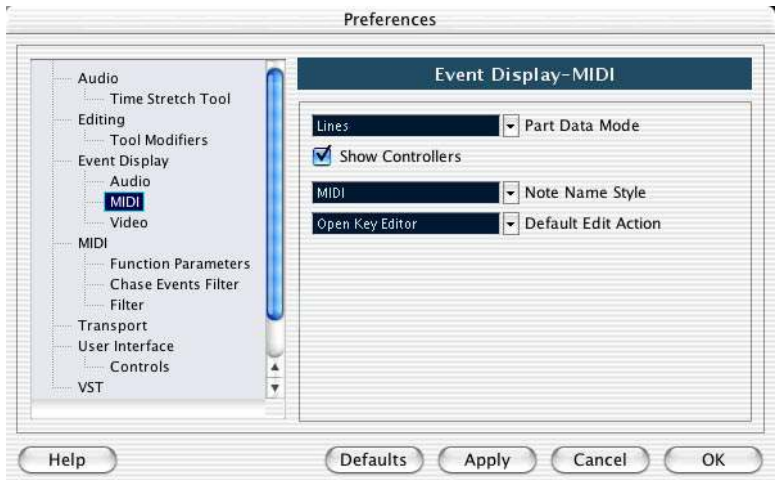 Preferences
Audio
Time Stretch Tool
Editing
Tool Modifiers
Event Display
Audio
MIDI
Video
MIDI
Function Parameters
Chase Events Filter
Filter
Transport
User Interface
Controls
VST
Event Display-MIDI
Lines Part Data Mode
Show Controllers
MIDI Note Name Style
Open Key Editor Default Edit Action
Help Defaults Apply Cancel OK